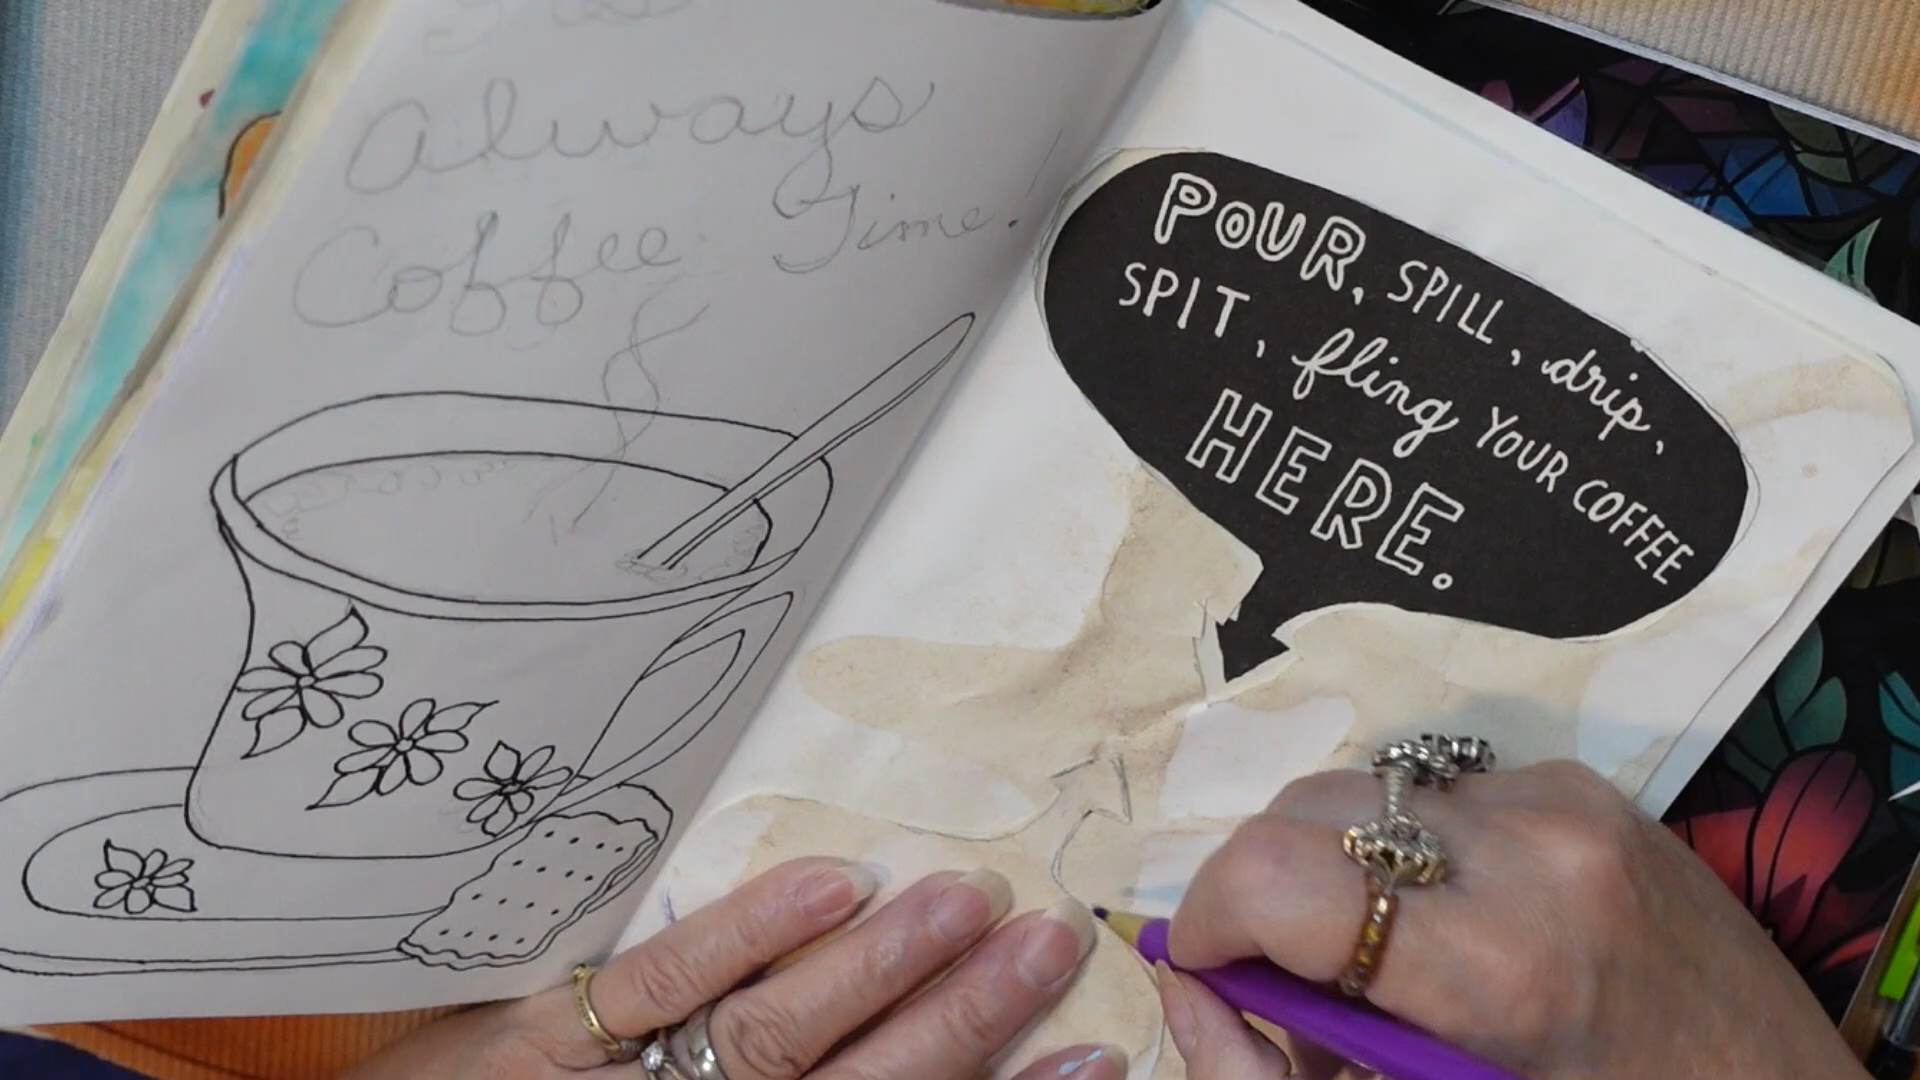 Always
Coffee Time!
POUR, SPILL, drip,
SPIT, fling YOUR COFFEE
HERE.